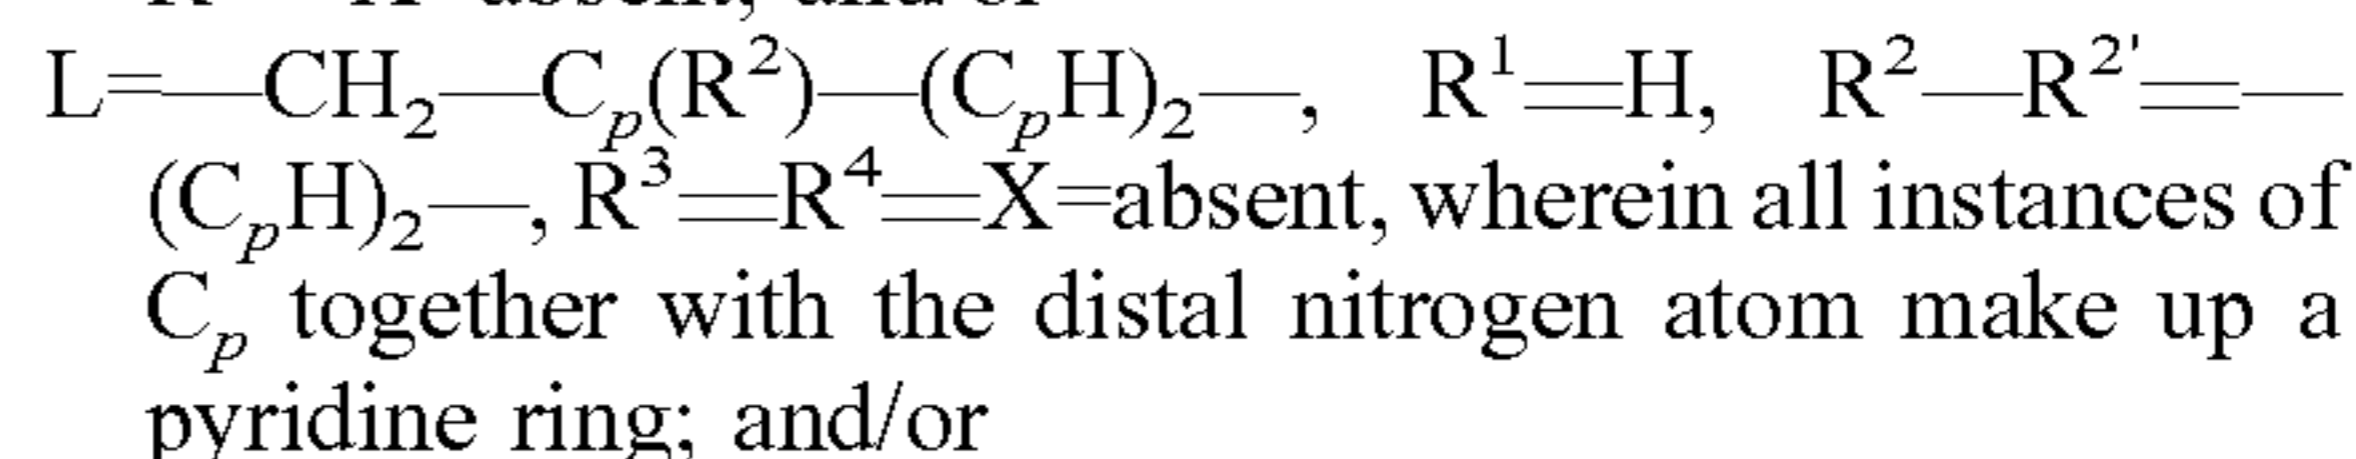 L=—CH₂—Cₚ(R²)—(CₚH)₂—, R¹=H, R²—R²'=—
(CₚH)₂—, R³=R⁴=X=absent, wherein all instances of
Cₚ together with the distal nitrogen atom make up a
pyridine ring; and/or